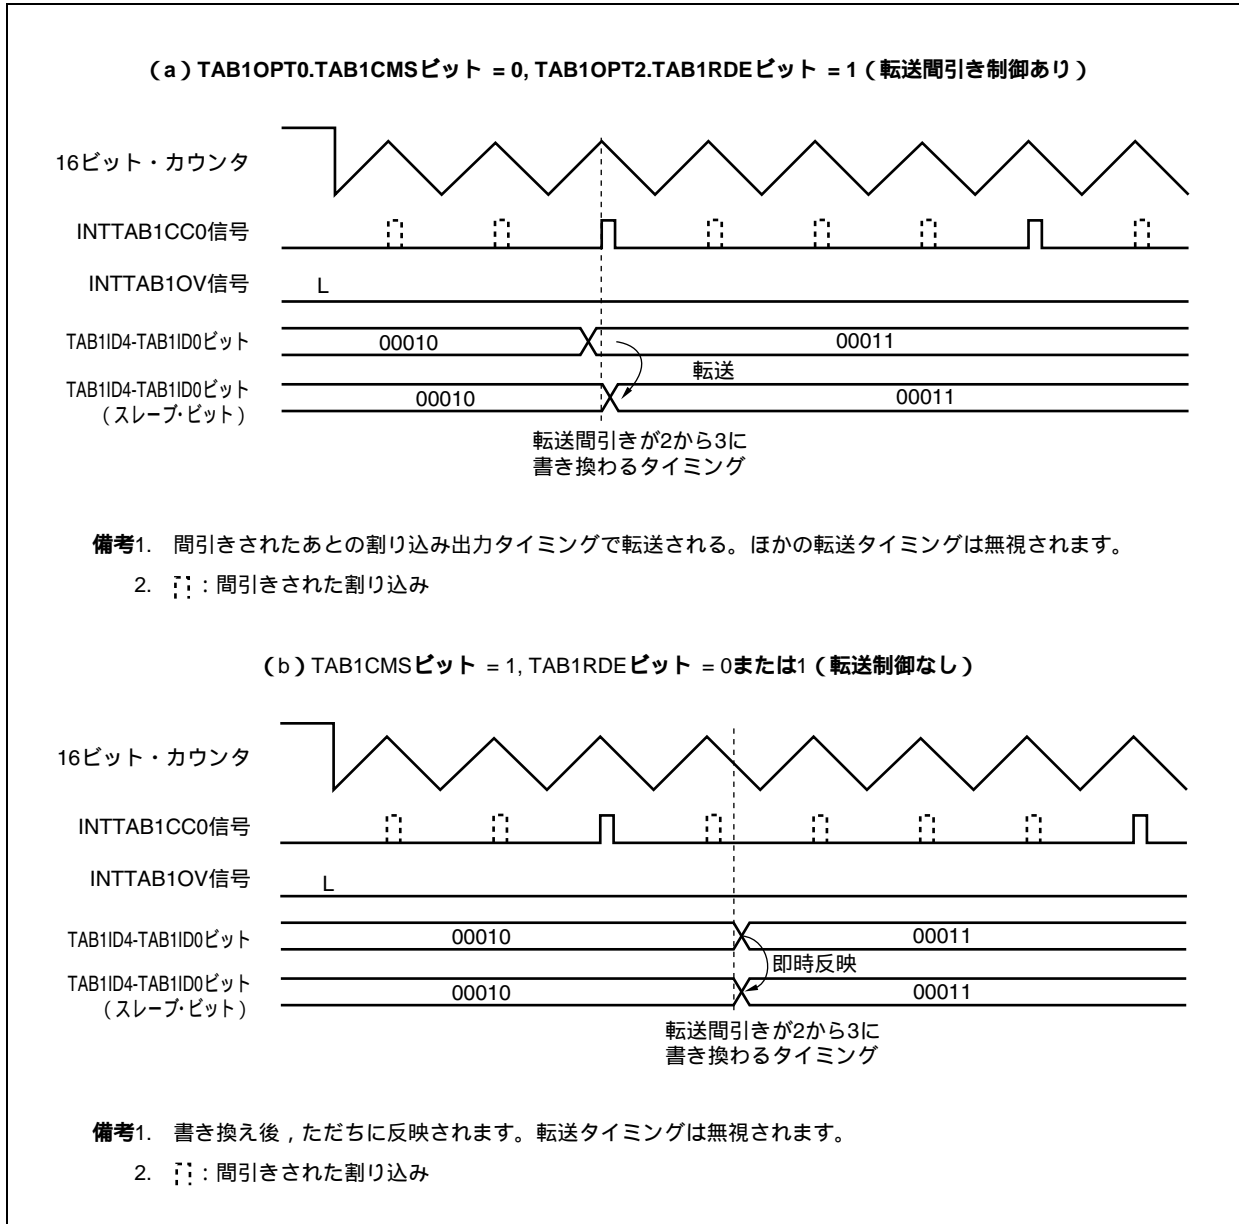 (a)TAB1OPT0.TAB1CMSビット = 0, TAB1OPT2.TAB1RDEビット = 1(転送間引き制御あり)
16ビット・カウンタ
INTTAB1CC0信号
INTTAB1OV信号
L
TAB1ID4-TAB1ID0ビット
00010
00011
転送
TAB1ID4-TAB1ID0ビット
(スレーブ・ビット)
00010
00011
転送間引きが2から3に
書き換わるタイミング
備考1. 間引きされたあとの割り込み出力タイミングで転送される。ほかの転送タイミングは無視されます。
2. :間引きされた割り込み
(b)TAB1CMSビット = 1, TAB1RDEビット = 0または1(転送制御なし)
16ビット・カウンタ
INTTAB1CC0信号
INTTAB1OV信号
L
TAB1ID4-TAB1ID0ビット
00010
00011
即時反映
TAB1ID4-TAB1ID0ビット
(スレーブ・ビット)
00010
00011
転送間引きが2から3に
書き換わるタイミング
備考1. 書き換え後,ただちに反映されます。転送タイミングは無視されます。
2. :間引きされた割り込み